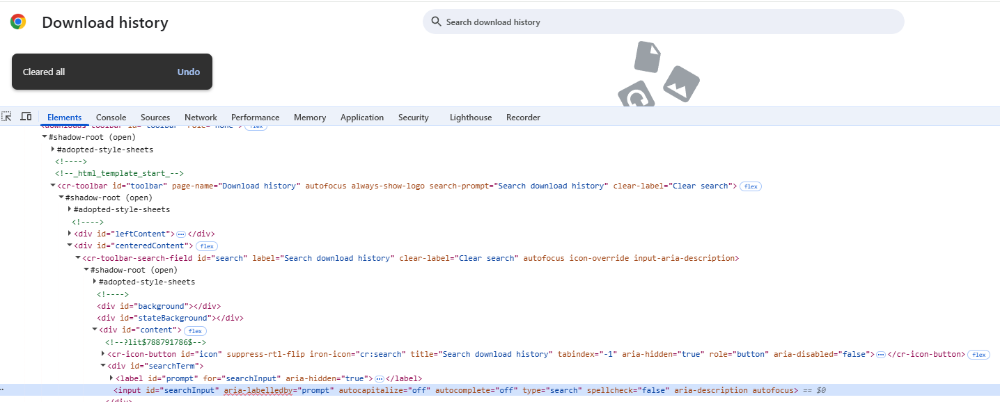 Download history
Search download history
Cleared all Undo
Elements Console Sources Network Performance Memory Application Security Lighthouse Recorder
<downloads-toolbar id="toolbar" role="none"> flex
#shadow-root (open)
#adopted-style-sheets
<!---->
<!--_html_template_start_-->
<cr-toolbar id="toolbar" page-name="Download history" autofocus always-show-logo search-prompt="Search download history" clear-label="Clear search"> flex
#shadow-root (open)
#adopted-style-sheets
<!---->
<div id="leftContent">…</div>
<div id="centeredContent"> flex
<cr-toolbar-search-field id="search" label="Search download history" clear-label="Clear search" autofocus icon-override input-aria-description>
#shadow-root (open)
#adopted-style-sheets
<!---->
<div id="background"></div>
<div id="stateBackground"></div>
<div id="content"> flex
<!--?lit$788791786$-->
<cr-icon-button id="icon" suppress-rtl-flip iron-icon="cr:search" title="Search download history" tabindex="-1" aria-hidden="true" role="button" aria-disabled="false">…</cr-icon-button> flex
<div id="searchTerm">
<label id="prompt" for="searchInput" aria-hidden="true">…</label>
<input id="searchInput" aria-labelledby="prompt" autocapitalize="off" autocomplete="off" type="search" spellcheck="false" aria-description autofocus> == $0
</div>